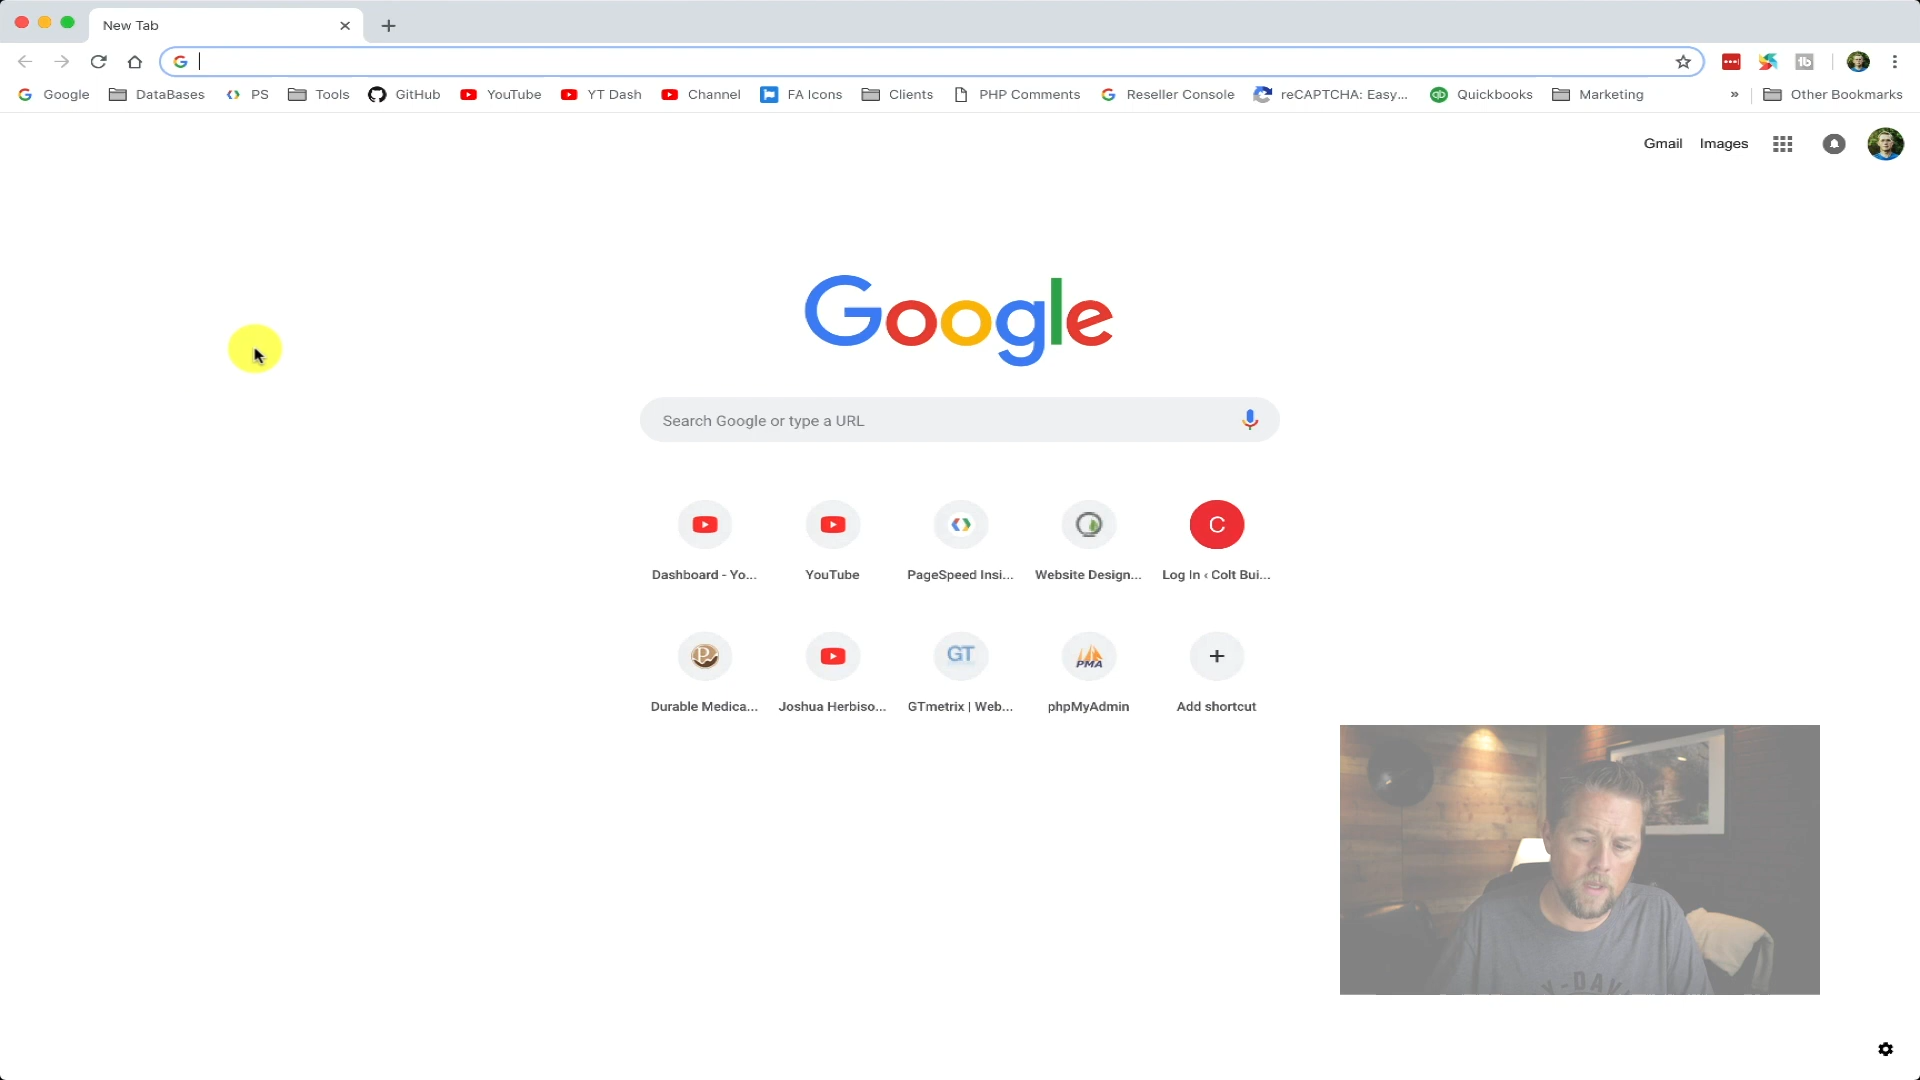 New Tab
Google DataBases PS Tools GitHub YouTube YT Dash Channel FA Icons Clients PHP Comments Reseller Console reCAPTCHA: Easy... Quickbooks Marketing » Other Bookmarks
Gmail Images
Google
Search Google or type a URL
C
Dashboard - Yo... YouTube PageSpeed Insi... Website Design... Log In ‹ Colt Bui...
P GT PMA
Durable Medica... Joshua Herbiso... GTmetrix | Web... phpMyAdmin Add shortcut